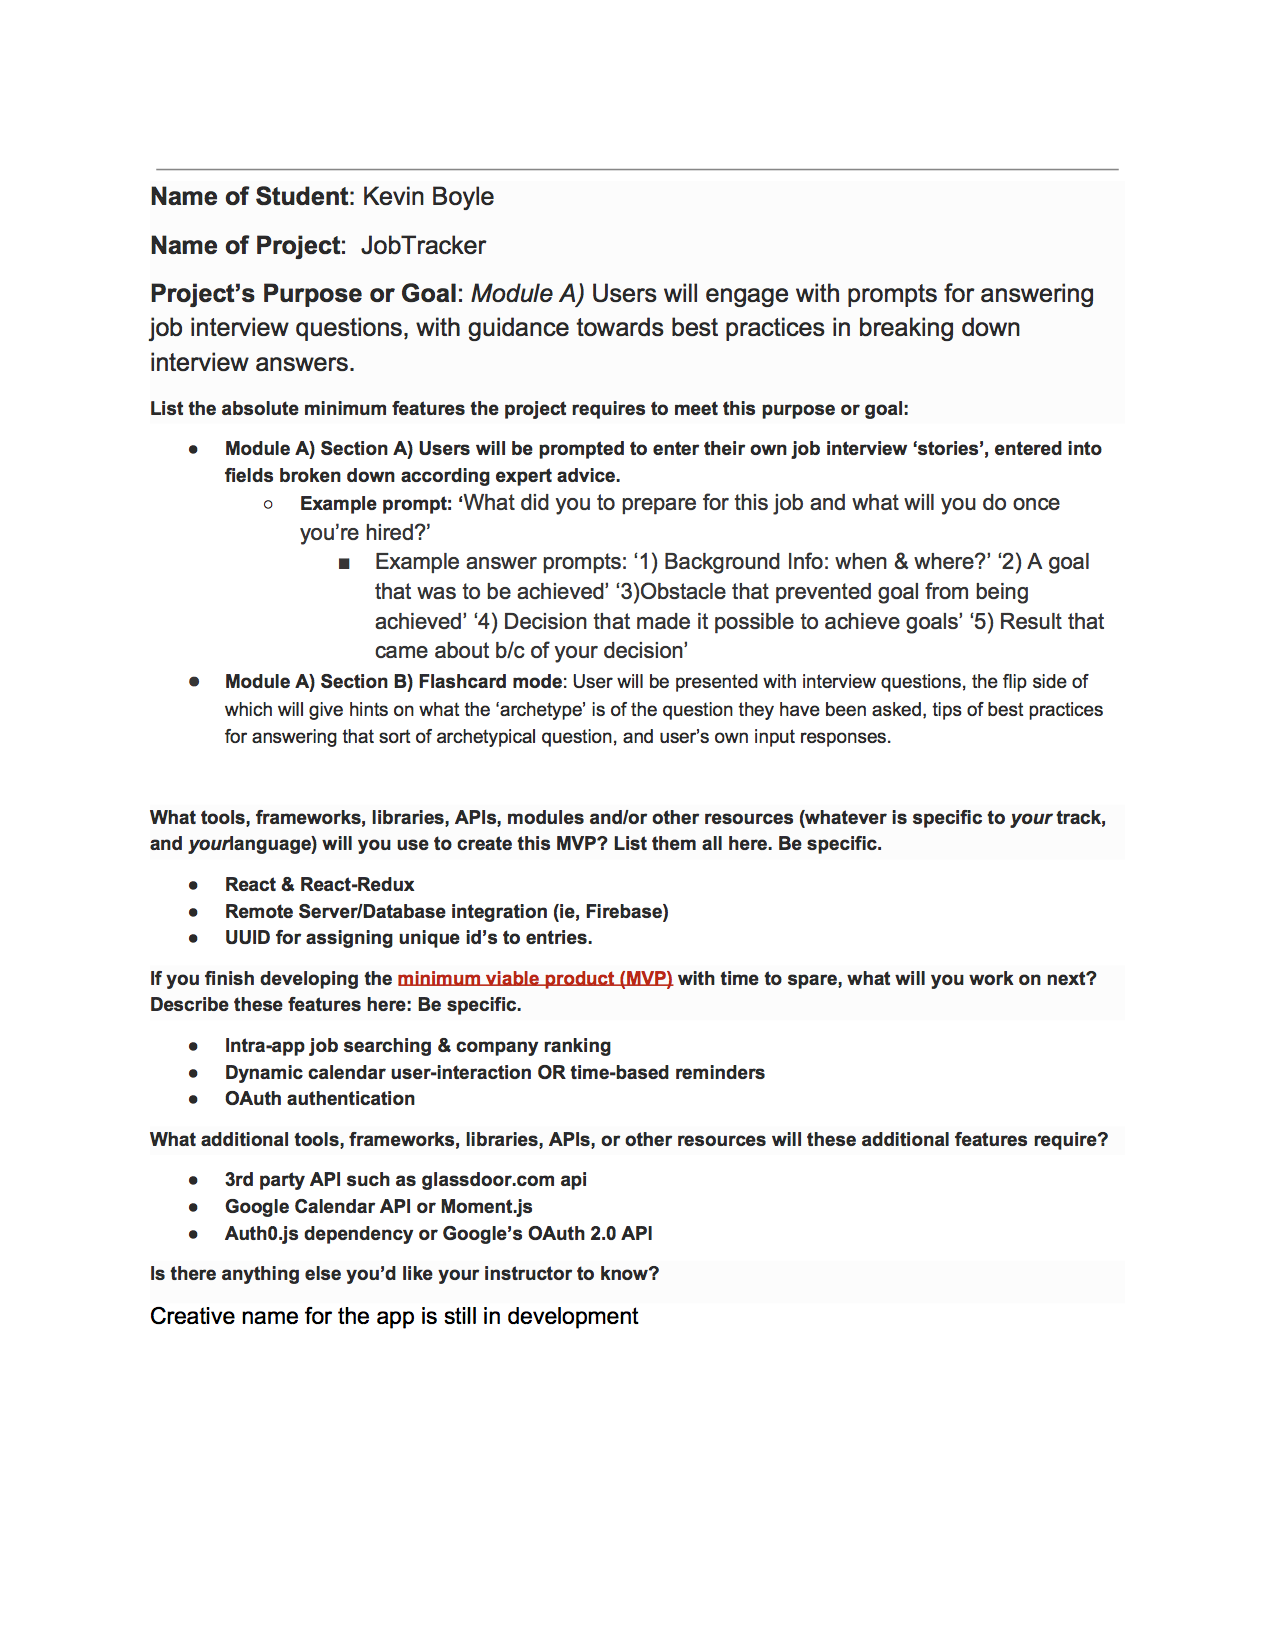 Name of Student: Kevin Boyle
Name of Project:  JobTracker
Project’s Purpose or Goal: Module A) Users will engage with prompts for answering
job interview questions, with guidance towards best practices in breaking down
interview answers.
List the absolute minimum features the project requires to meet this purpose or goal:
● Module A) Section A) Users will be prompted to enter their own job interview ‘stories’, entered into
fields broken down according expert advice.
○ Example prompt: ‘What did you to prepare for this job and what will you do once
you’re hired?’
■ Example answer prompts: ‘1) Background Info: when & where?’ ‘2) A goal
that was to be achieved’ ‘3)Obstacle that prevented goal from being
achieved’ ‘4) Decision that made it possible to achieve goals’ ‘5) Result that
came about b/c of your decision’
● Module A) Section B) Flashcard mode: User will be presented with interview questions, the flip side of
which will give hints on what the ‘archetype’ is of the question they have been asked, tips of best practices
for answering that sort of archetypical question, and user’s own input responses.
What tools, frameworks, libraries, APIs, modules and/or other resources (whatever is specific to your track,
and yourlanguage) will you use to create this MVP? List them all here. Be specific.
● React & React-Redux
● Remote Server/Database integration (ie, Firebase)
● UUID for assigning unique id’s to entries.
If you finish developing the minimum viable product (MVP) with time to spare, what will you work on next?
Describe these features here: Be specific.
● Intra-app job searching & company ranking
● Dynamic calendar user-interaction OR time-based reminders
● OAuth authentication
What additional tools, frameworks, libraries, APIs, or other resources will these additional features require?
● 3rd party API such as glassdoor.com api
● Google Calendar API or Moment.js
● Auth0.js dependency or Google’s OAuth 2.0 API
Is there anything else you’d like your instructor to know?
Creative name for the app is still in development